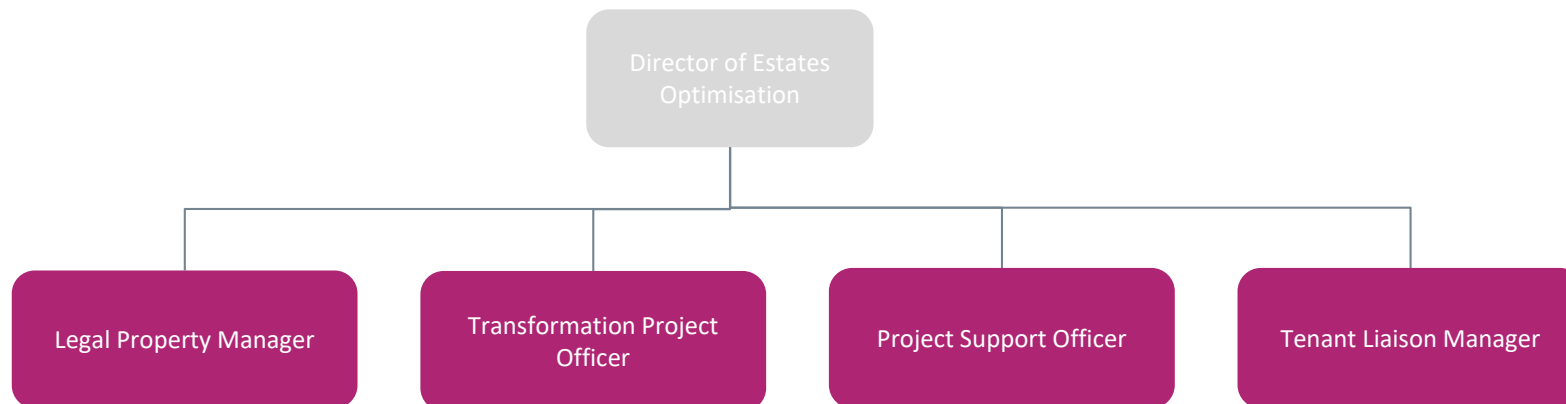 Director of Estates
Optimisation
Legal Property Manager
Transformation Project
Officer
Project Support Officer
Tenant Liaison Manager